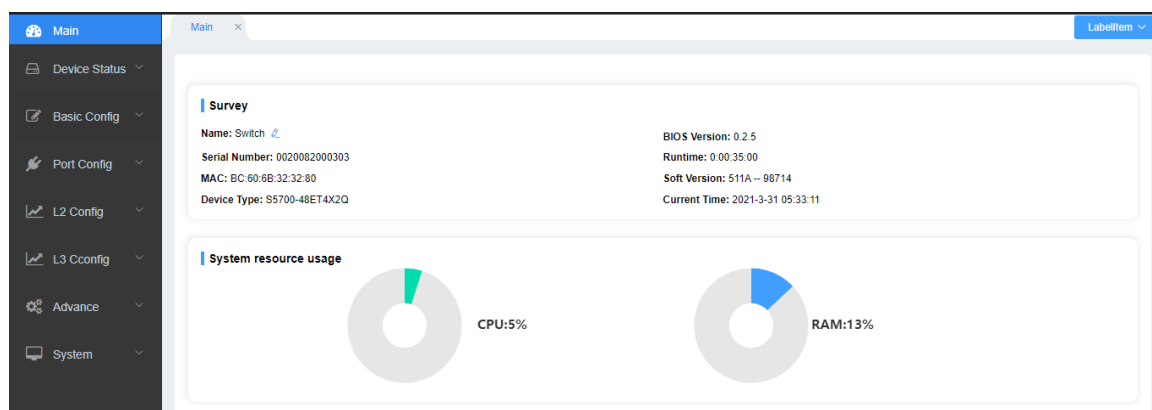 Main
Device Status
Basic Config
Port Config
L2 Config
L3 Cconfig
Advance
System
Main ×
LabelItem
Survey
Name: Switch
Serial Number: 0020082000303
MAC: BC:60:6B:32:32:80
Device Type: S5700-48ET4X2Q
BIOS Version: 0.2.5
Runtime: 0:00:35:00
Soft Version: 511A -- 98714
Current Time: 2021-3-31 05:33:11
System resource usage
CPU:5%
RAM:13%